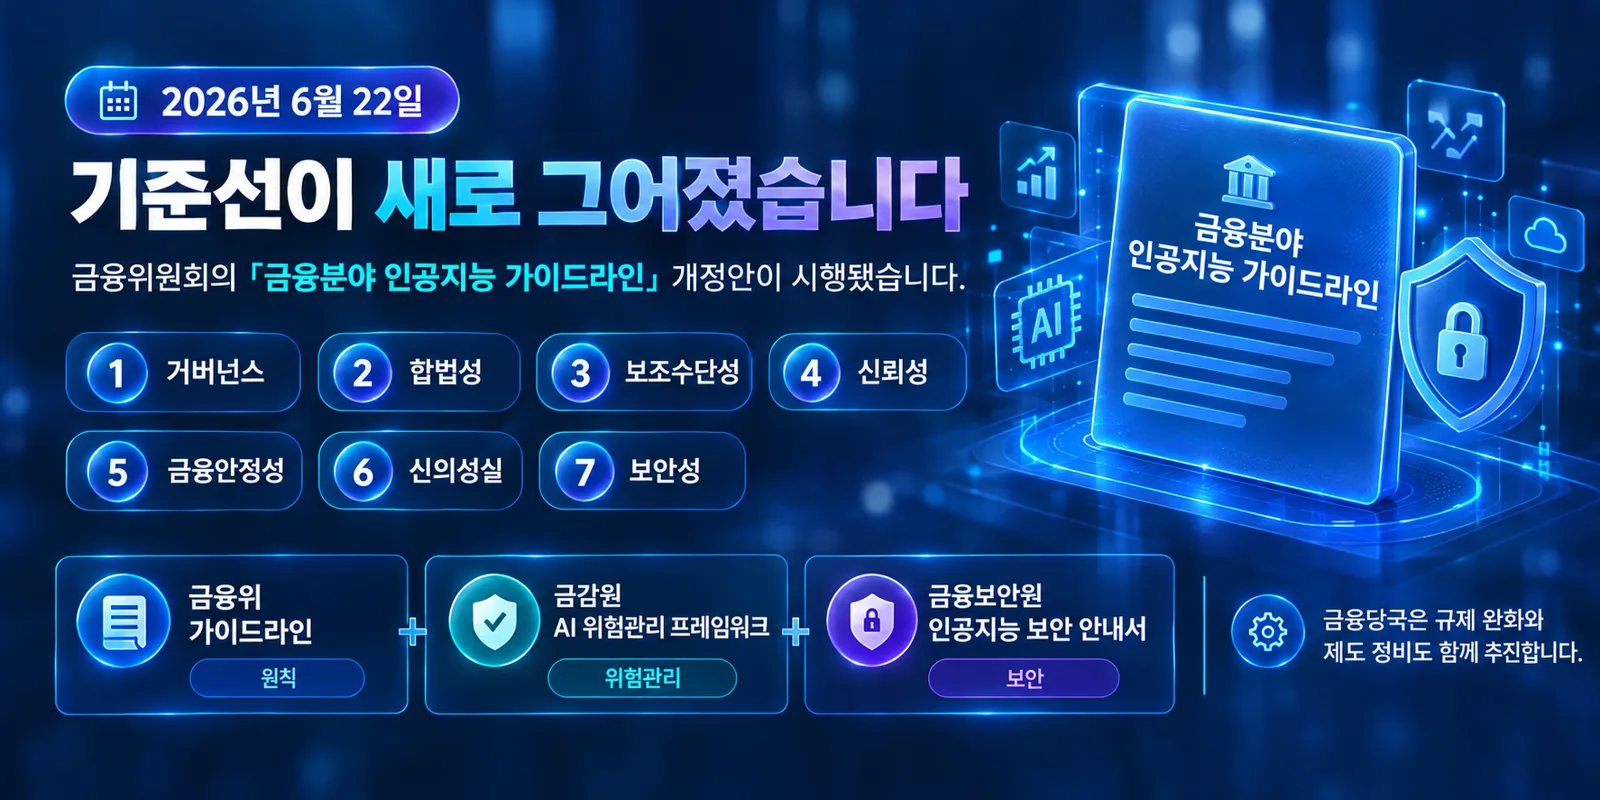 2026년 6월 22일
기준선이 새로 그어졌습니다
금융위원회의 「금융분야 인공지능 가이드라인」 개정안이 시행됐습니다.
1 거버넌스
2 합법성
3 보조수단성
4 신뢰성
5 금융안정성
6 신의성실
7 보안성
금융분야
인공지능 가이드라인
AI
금융위
가이드라인
원칙
+
금감원
AI 위험관리 프레임워크
위험관리
+
금융보안원
인공지능 보안 안내서
보안
금융당국은 규제 완화와
제도 정비도 함께 추진합니다.